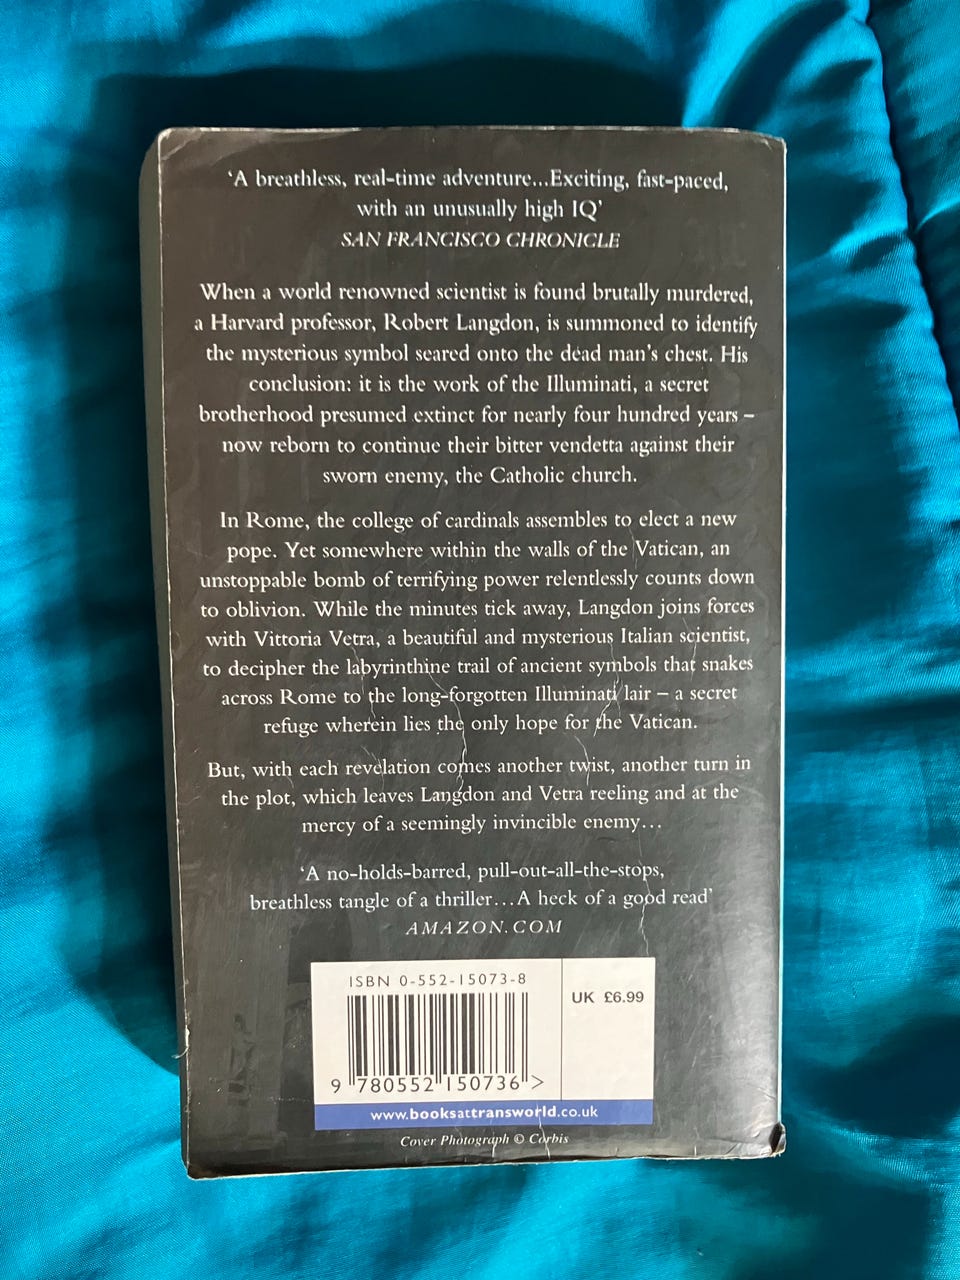 ‘A breathless, real-time adventure...Exciting, fast-paced,
with an unusually high IQ’
SAN FRANCISCO CHRONICLE
When a world renowned scientist is found brutally murdered,
a Harvard professor, Robert Langdon, is summoned to identify
the mysterious symbol seared onto the dead man's chest. His
conclusion: it is the work of the Illuminati, a secret
brotherhood presumed extinct for nearly four hundred years –
now reborn to continue their bitter vendetta against their
sworn enemy, the Catholic church.
In Rome, the college of cardinals assembles to elect a new
pope. Yet somewhere within the walls of the Vatican, an
unstoppable bomb of terrifying power relentlessly counts down
to oblivion. While the minutes tick away, Langdon joins forces
with Vittoria Vetra, a beautiful and mysterious Italian scientist,
to decipher the labyrinthine trail of ancient symbols that snakes
across Rome to the long-forgotten Illuminati lair – a secret
refuge wherein lies the only hope for the Vatican.
But, with each revelation comes another twist, another turn in
the plot, which leaves Langdon and Vetra reeling and at the
mercy of a seemingly invincible enemy...
‘A no-holds-barred, pull-out-all-the-stops,
breathless tangle of a thriller...A heck of a good read’
AMAZON.COM
ISBN 0-552-15073-8
UK £6.99
9 780552 150736 >
www.booksattransworld.co.uk
Cover Photograph © Corbis